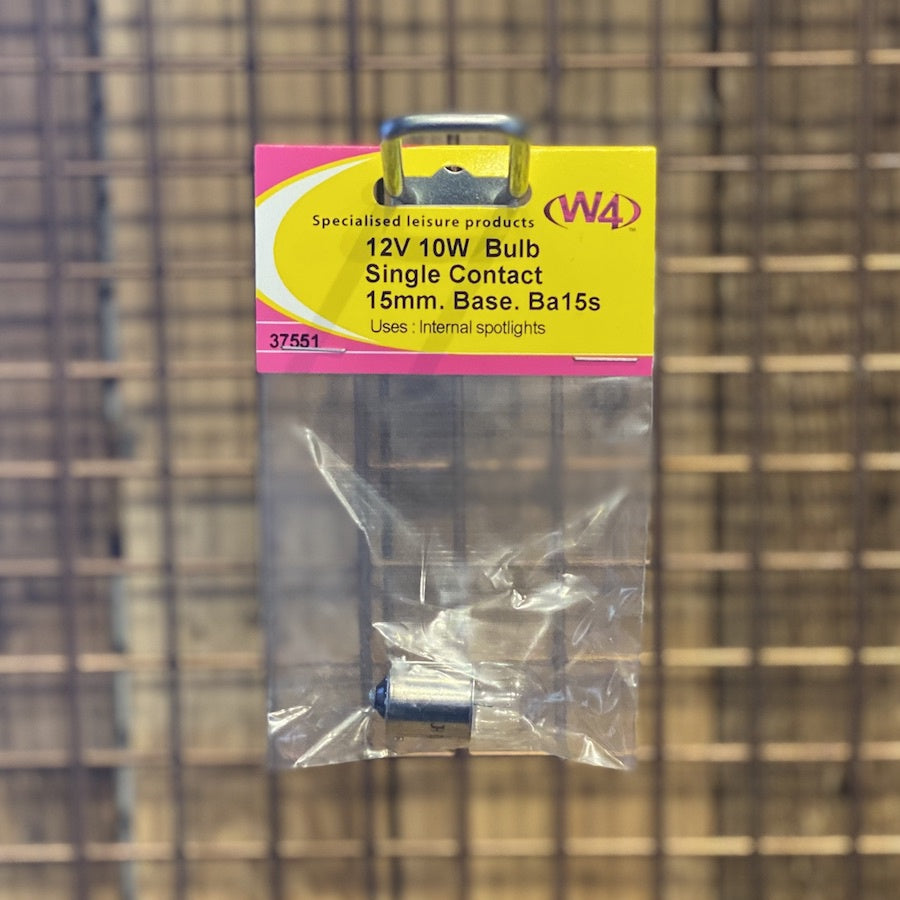 Specialised leisure products
W4
12V 10W Bulb
Single Contact
15mm. Base. Ba15s
Uses : Internal spotlights
37551